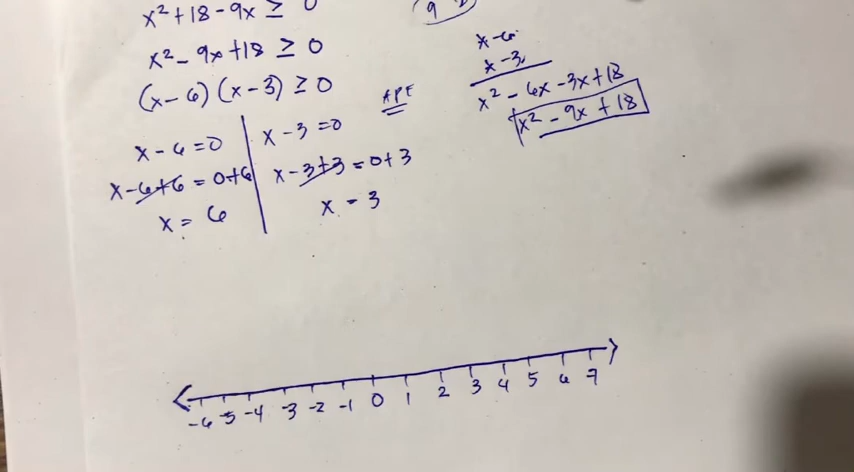 x² + 18 - 9x ≥ 0
x² - 9x + 18 ≥ 0
(x - 6) (x - 3) ≥ 0
APE
x - 6 = 0
x - 6 + 6 = 0 + 6
x = 6
x - 3 = 0
x - 3 + 3 = 0 + 3
x = 3
x - 6
x - 3
x² - 6x - 3x + 18
x² - 9x + 18
-6 -5 -4 -3 -2 -1 0 1 2 3 4 5 6 7